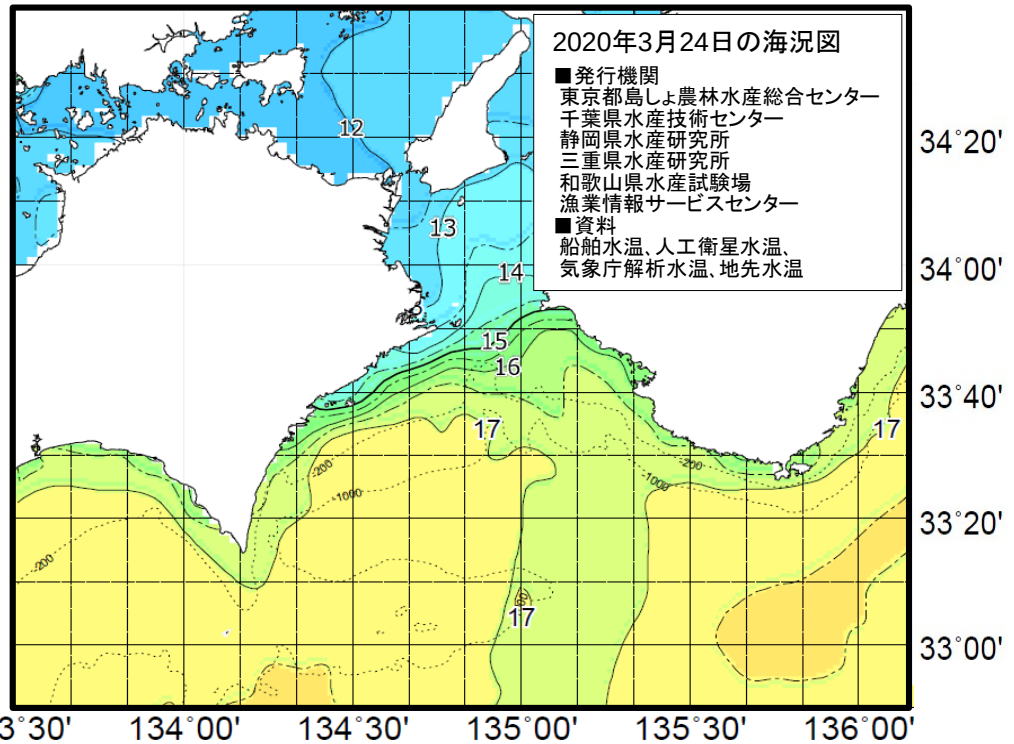 2020年3月24日の海況図
■発行機関
東京都島しょ農林水産総合センター
千葉県水産技術センター
静岡県水産研究所
三重県水産研究所
和歌山県水産試験場
漁業情報サービスセンター
■資料
船舶水温、人工衛星水温、
気象庁解析水温、地先水温
12
34°20'
13
14
34°00'
15
16
33°40'
17
17
-200
-200
-1000
-1000
33°20'
-200
17
33°00'
3°30' 134°00' 134°30' 135°00' 135°30' 136°00'